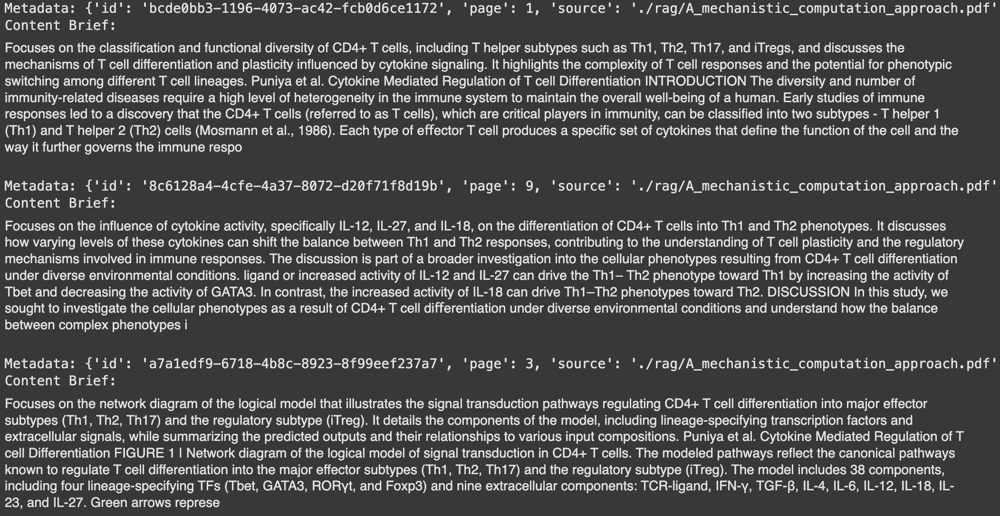 Metadata: {'id': 'bcde0bb3-1196-4073-ac42-fcb0d6ce1172', 'page': 1, 'source': './rag/A_mechanistic_computation_approach.pdf'
Content Brief:
Focuses on the classification and functional diversity of CD4+ T cells, including T helper subtypes such as Th1, Th2, Th17, and iTregs, and discusses the
mechanisms of T cell differentiation and plasticity influenced by cytokine signaling. It highlights the complexity of T cell responses and the potential for phenotypic
switching among different T cell lineages. Puniya et al. Cytokine Mediated Regulation of T cell Differentiation INTRODUCTION The diversity and number of
immunity-related diseases require a high level of heterogeneity in the immune system to maintain the overall well-being of a human. Early studies of immune
responses led to a discovery that the CD4+ T cells (referred to as T cells), which are critical players in immunity, can be classified into two subtypes - T helper 1
(Th1) and T helper 2 (Th2) cells (Mosmann et al., 1986). Each type of effector T cell produces a specific set of cytokines that define the function of the cell and the
way it further governs the immune respo
Metadata: {'id': '8c6128a4-4cfe-4a37-8072-d20f71f8d19b', 'page': 9, 'source': './rag/A_mechanistic_computation_approach.pdf'
Content Brief:
Focuses on the influence of cytokine activity, specifically IL-12, IL-27, and IL-18, on the differentiation of CD4+ T cells into Th1 and Th2 phenotypes. It discusses
how varying levels of these cytokines can shift the balance between Th1 and Th2 responses, contributing to the understanding of T cell plasticity and the regulatory
mechanisms involved in immune responses. The discussion is part of a broader investigation into the cellular phenotypes resulting from CD4+ T cell differentiation
under diverse environmental conditions. ligand or increased activity of IL-12 and IL-27 can drive the Th1– Th2 phenotype toward Th1 by increasing the activity of
Tbet and decreasing the activity of GATA3. In contrast, the increased activity of IL-18 can drive Th1–Th2 phenotypes toward Th2. DISCUSSION In this study, we
sought to investigate the cellular phenotypes as a result of CD4+ T cell differentiation under diverse environmental conditions and understand how the balance
between complex phenotypes i
Metadata: {'id': 'a7a1edf9-6718-4b8c-8923-8f99eef237a7', 'page': 3, 'source': './rag/A_mechanistic_computation_approach.pdf'
Content Brief:
Focuses on the network diagram of the logical model that illustrates the signal transduction pathways regulating CD4+ T cell differentiation into major effector
subtypes (Th1, Th2, Th17) and the regulatory subtype (iTreg). It details the components of the model, including lineage-specifying transcription factors and
extracellular signals, while summarizing the predicted outputs and their relationships to various input compositions. Puniya et al. Cytokine Mediated Regulation of T
cell Differentiation FIGURE 1 | Network diagram of the logical model of signal transduction in CD4+ T cells. The modeled pathways reflect the canonical pathways
known to regulate T cell differentiation into the major effector subtypes (Th1, Th2, Th17) and the regulatory subtype (iTreg). The model includes 38 components,
including four lineage-specifying TFs (Tbet, GATA3, RORγt, and Foxp3) and nine extracellular components: TCR-ligand, IFN-γ, TGF-β, IL-4, IL-6, IL-12, IL-18, IL-
23, and IL-27. Green arrows represe